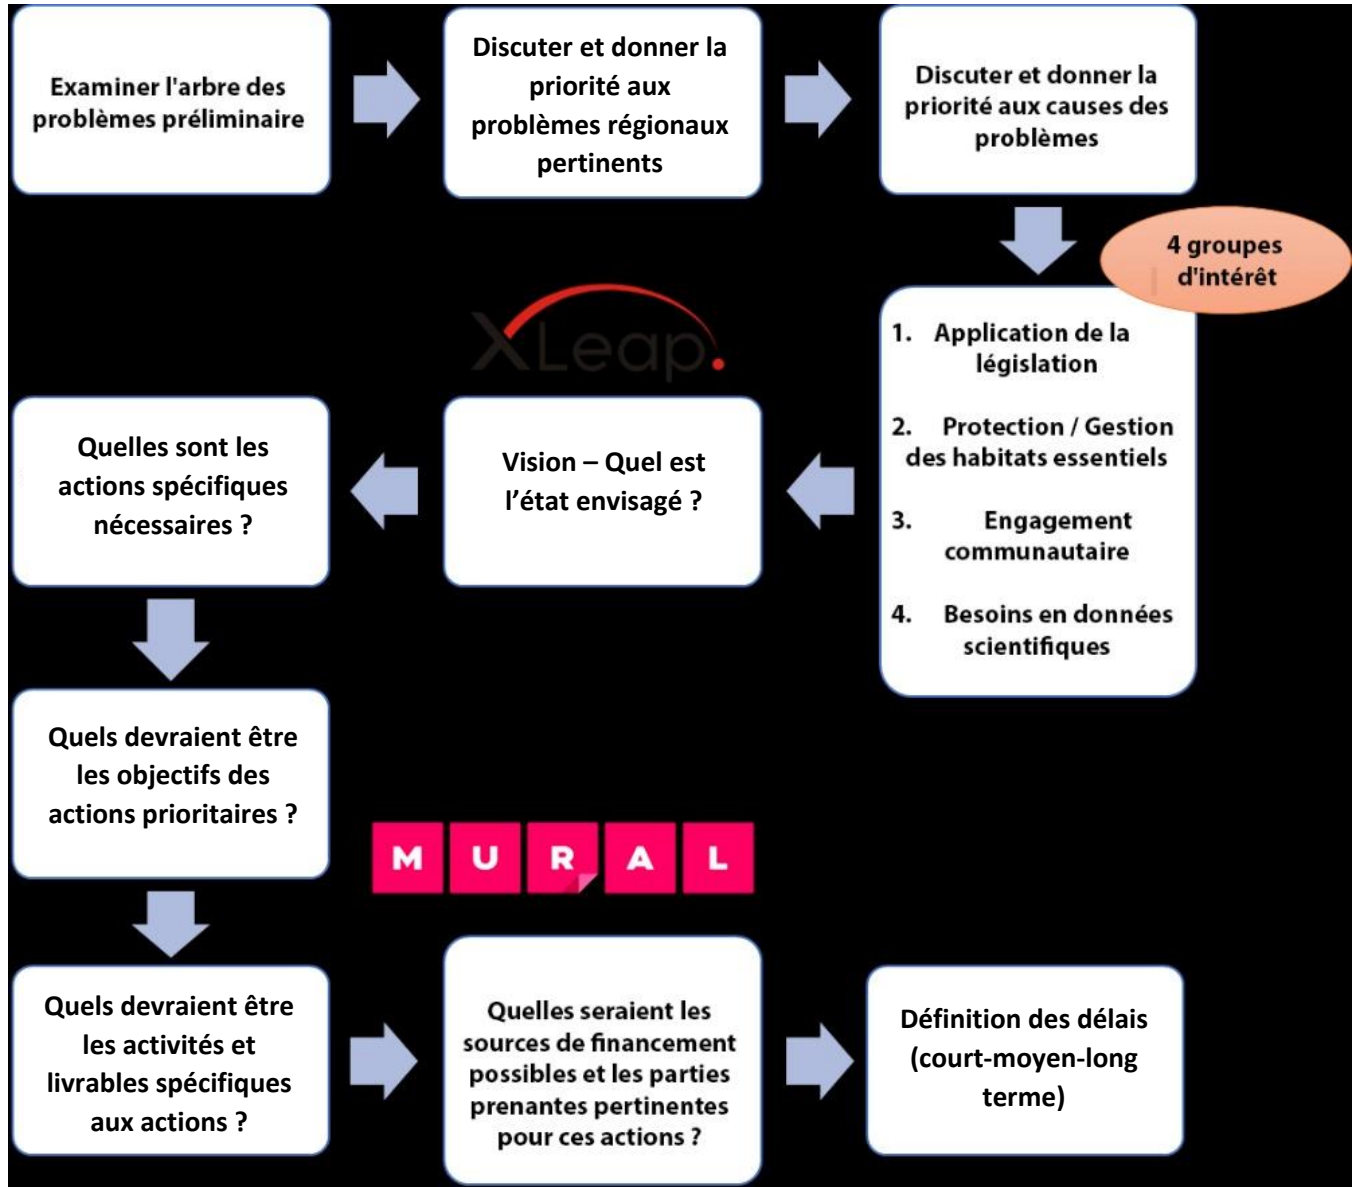 Examiner l'arbre des
problèmes préliminaire
Discuter et donner la
priorité aux
problèmes régionaux
pertinents
Discuter et donner la
priorité aux causes des
problèmes
4 groupes
d'intérêt
1. Application de la
législation
2. Protection / Gestion
des habitats essentiels
3. Engagement
communautaire
4. Besoins en données
scientifiques
XLeap.
Vision – Quel est
l’état envisagé ?
Quelles sont les
actions spécifiques
nécessaires ?
Quels devraient être
les objectifs des
actions prioritaires ?
MURAL
Quels devraient être
les activités et
livrables spécifiques
aux actions ?
Quelles seraient les
sources de financement
possibles et les parties
prenantes pertinentes
pour ces actions ?
Définition des délais
(court-moyen-long
terme)